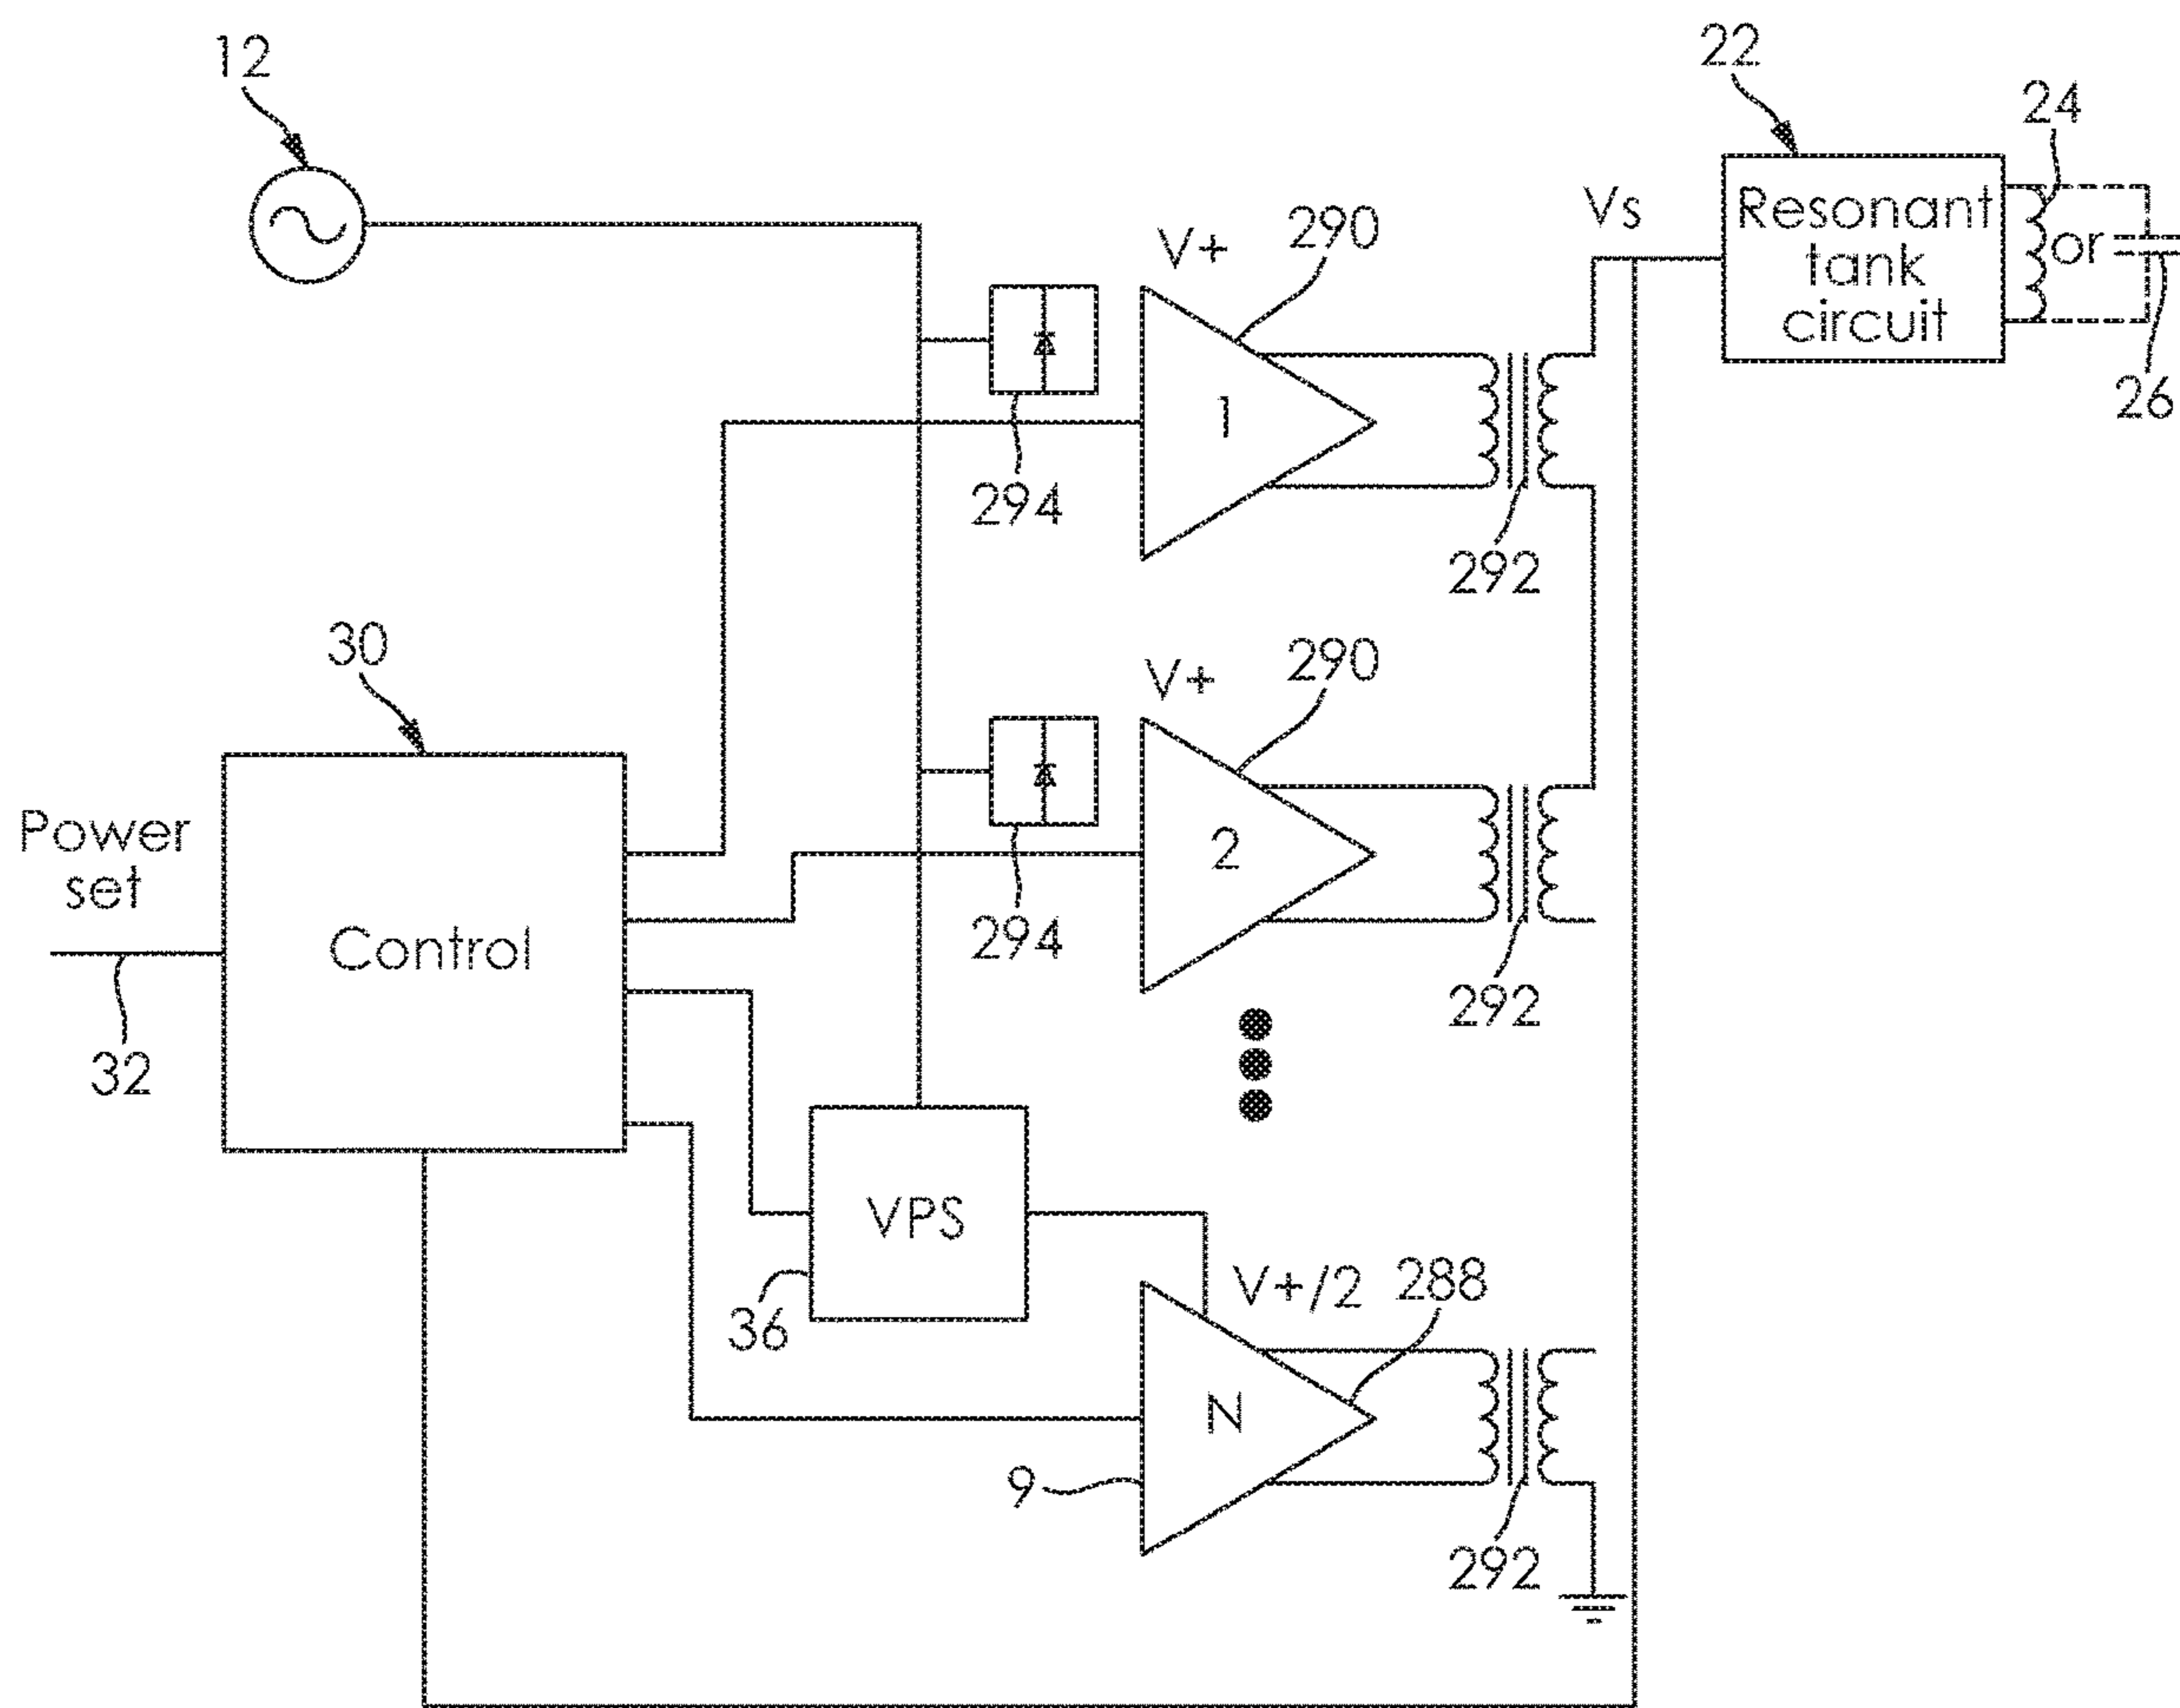 12
22
24
Vs
290
V+
Resonant
tank
circuit
or
26
1
294
292
30
V+
290
Power
set
Control
2
294
292
32
VPS
36
V+/2
288
N
9
292